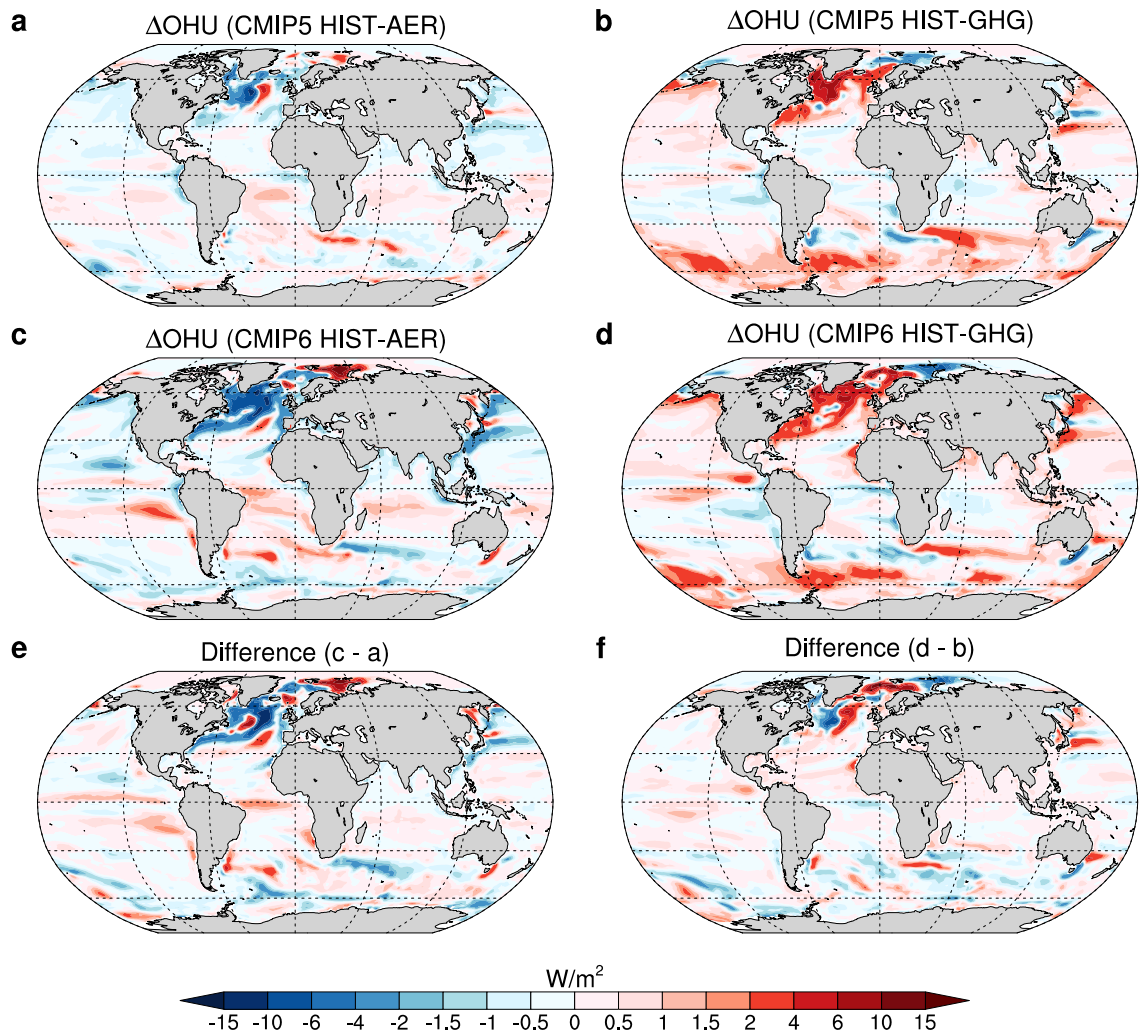 a ΔOHU (CMIP5 HIST-AER)
b ΔOHU (CMIP5 HIST-GHG)
c ΔOHU (CMIP6 HIST-AER)
d ΔOHU (CMIP6 HIST-GHG)
e Difference (c - a)
f Difference (d - b)
W/m²
-15 -10 -6 -4 -2 -1.5 -1 -0.5 0 0.5 1 1.5 2 4 6 10 15